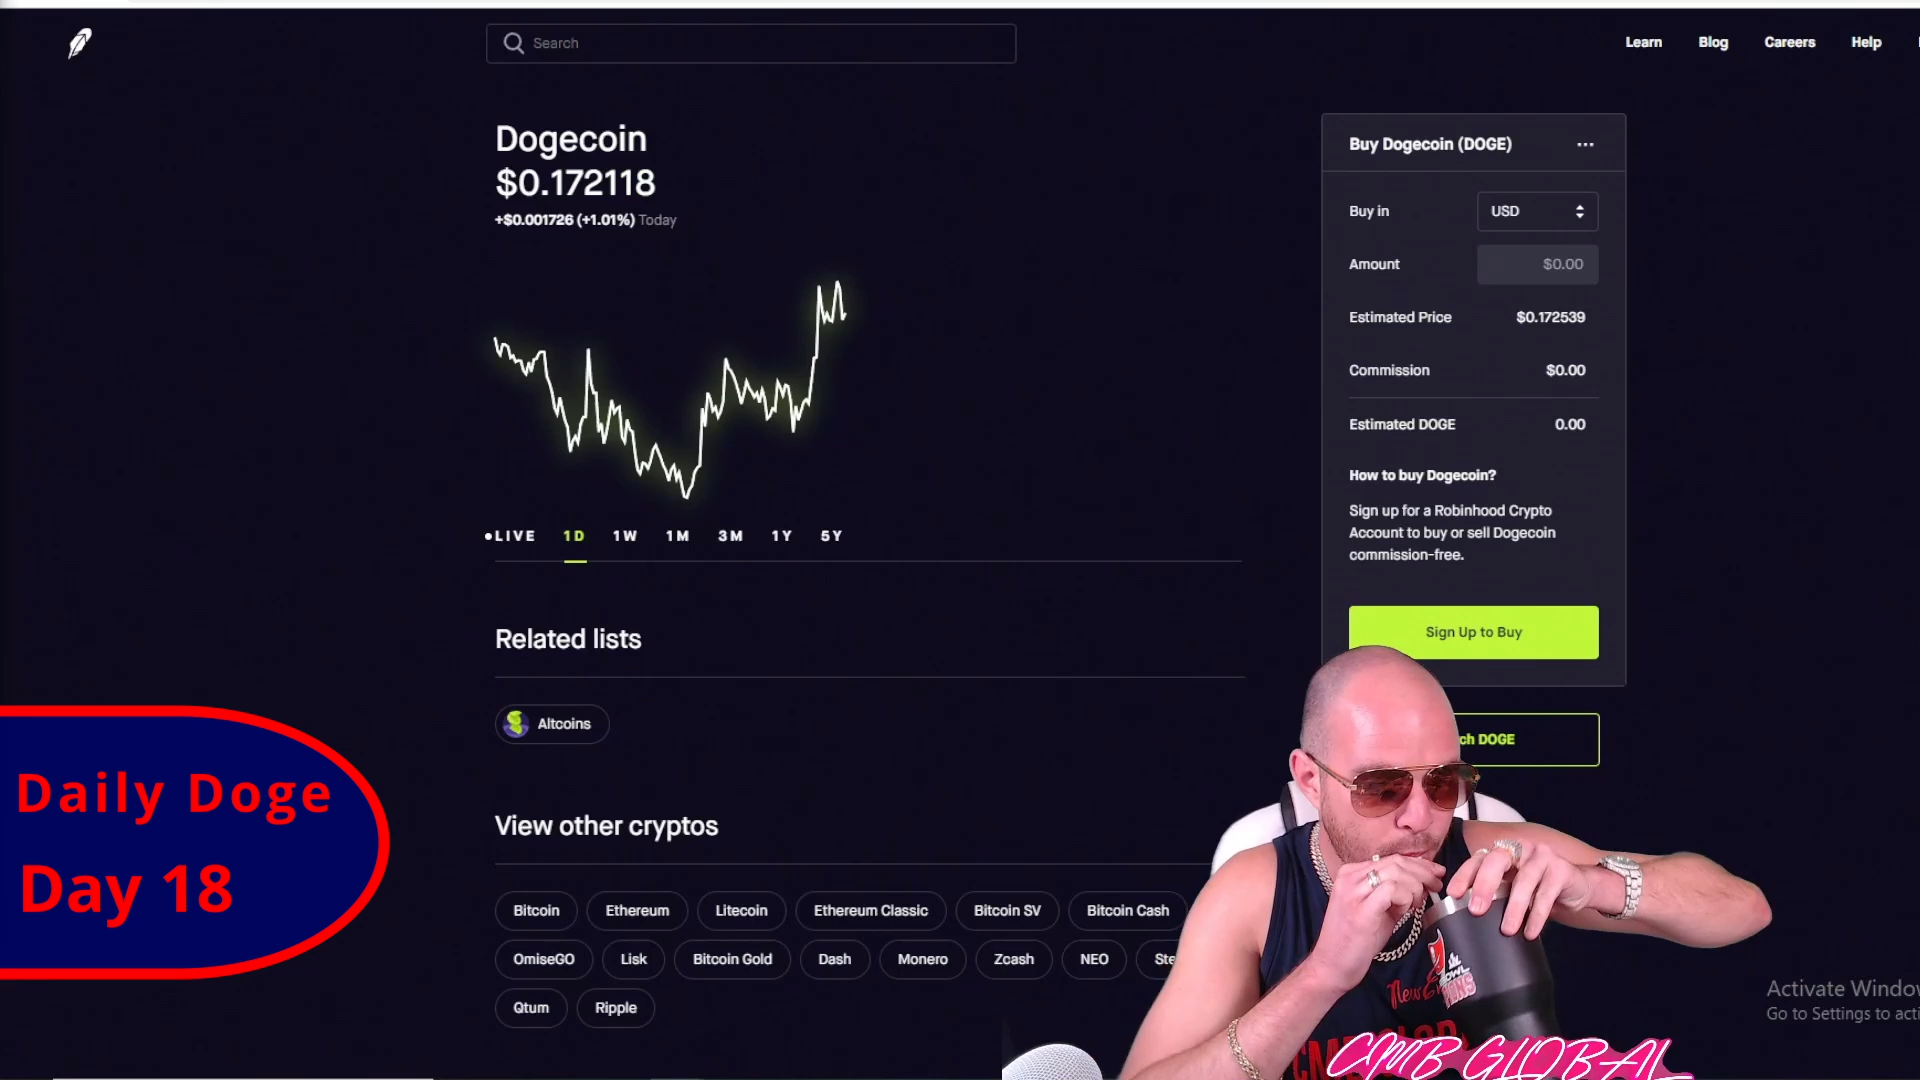 Search
Learn
Blog
Careers
Help
Dogecoin
$0.172118
+$0.001726 (+1.01%) Today
LIVE 1D 1W 1M 3M 1Y 5Y
Buy Dogecoin (DOGE)
Buy in USD
Amount $0.00
Estimated Price $0.172539
Commission $0.00
Estimated DOGE 0.00
How to buy Dogecoin?
Sign up for a Robinhood Crypto
Account to buy or sell Dogecoin
commission-free.
Sign Up to Buy
DOGE
Related lists
Altcoins
View other cryptos
Bitcoin Ethereum Litecoin Ethereum Classic Bitcoin SV Bitcoin Cash
OmiseGO Lisk Bitcoin Gold Dash Monero Zcash NEO
Qtum Ripple
Daily Doge
Day 18
Activate Window
Go to Settings to acti
CMB GLOBAL